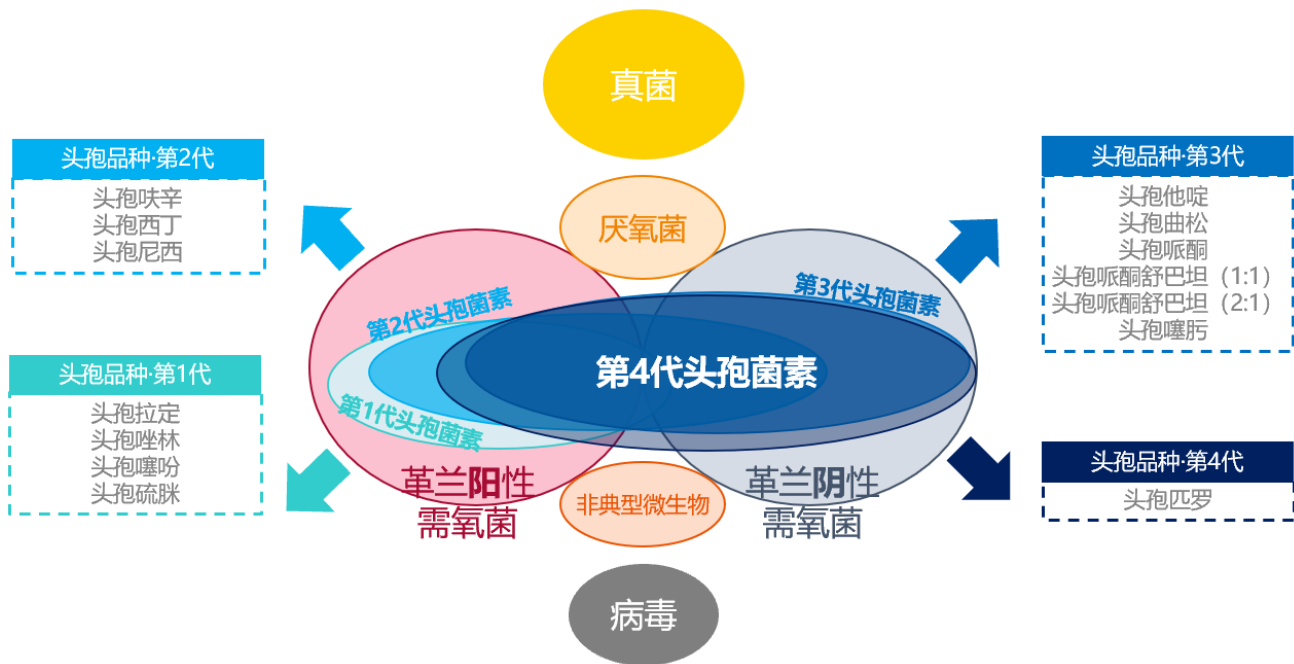 真菌
头孢品种·第2代
头孢呋辛
头孢西丁
头孢尼西
厌氧菌
头孢品种·第3代
头孢他啶
头孢曲松
头孢哌酮
头孢哌酮舒巴坦（1:1）
头孢哌酮舒巴坦（2:1）
头孢噻肟
第2代头孢菌素
第3代头孢菌素
第4代头孢菌素
第1代头孢菌素
头孢品种·第1代
头孢拉定
头孢唑林
头孢噻吩
头孢硫脒
革兰阳性
需氧菌
非典型微生物
革兰阴性
需氧菌
头孢品种·第4代
头孢匹罗
病毒